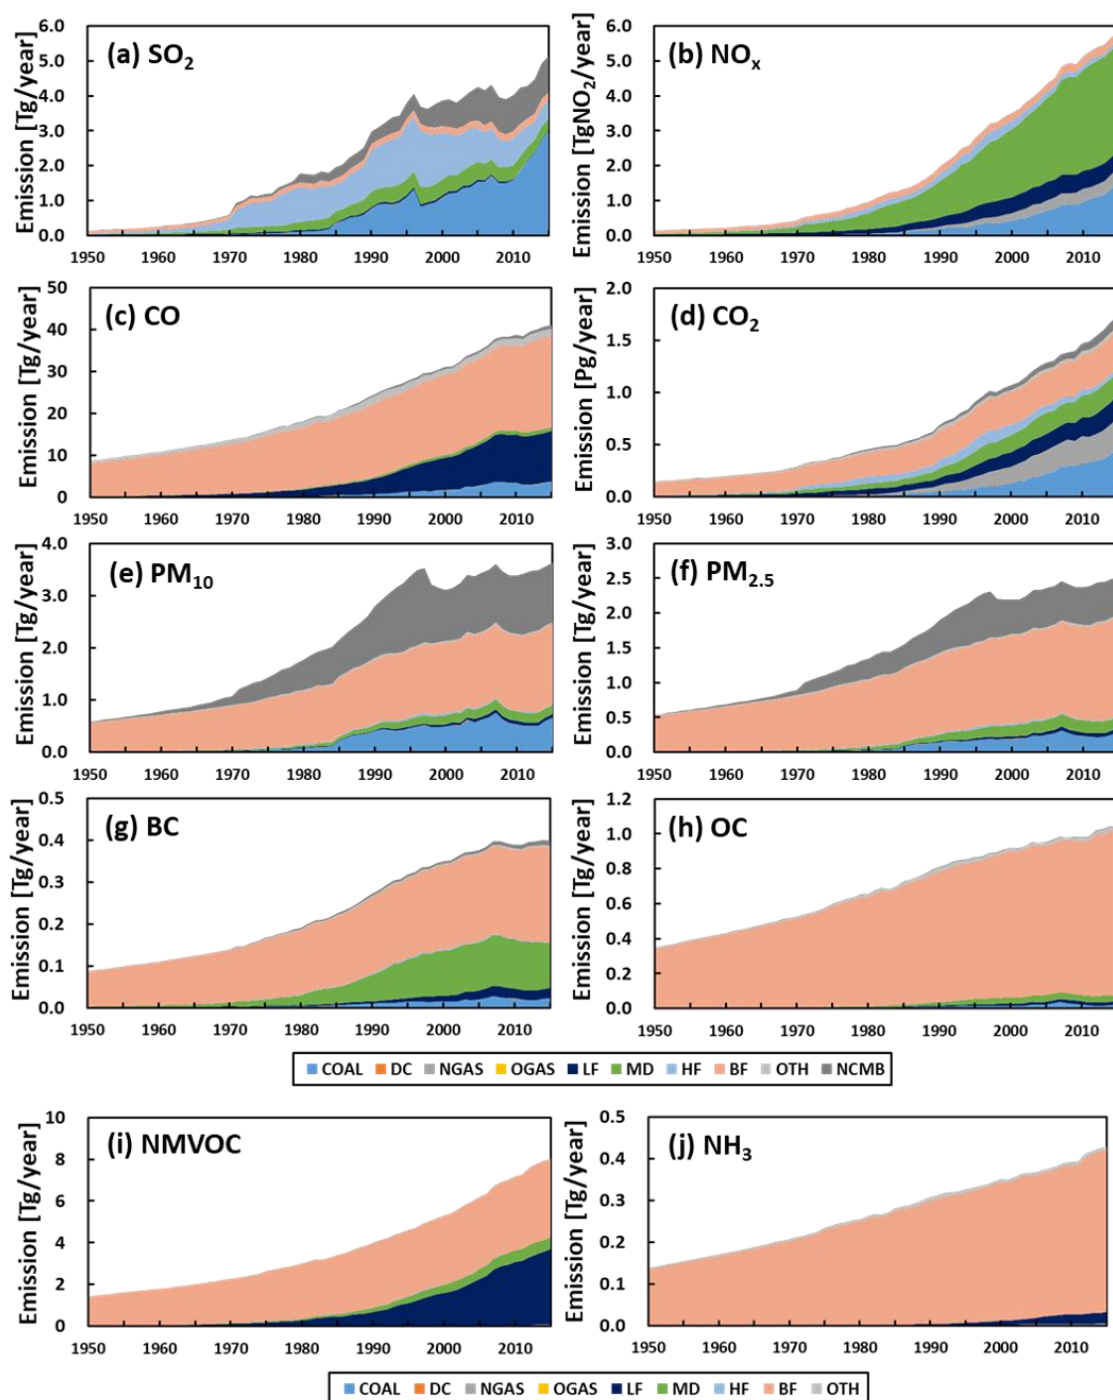 (a) SO2
Emission [Tg/year]
6.0
5.0
4.0
3.0
2.0
1.0
0.0
1950 1960 1970 1980 1990 2000 2010
(b) NOx
Emission [TgNO2/year]
6.0
5.0
4.0
3.0
2.0
1.0
0.0
1950 1960 1970 1980 1990 2000 2010
(c) CO
Emission [Tg/year]
50
40
30
20
10
0
1950 1960 1970 1980 1990 2000 2010
(d) CO2
Emission [Pg/year]
2.0
1.5
1.0
0.5
0.0
1950 1960 1970 1980 1990 2000 2010
(e) PM10
Emission [Tg/year]
4.0
3.0
2.0
1.0
0.0
1950 1960 1970 1980 1990 2000 2010
(f) PM2.5
Emission [Tg/year]
3.0
2.5
2.0
1.5
1.0
0.5
0.0
1950 1960 1970 1980 1990 2000 2010
(g) BC
Emission [Tg/year]
0.5
0.4
0.3
0.2
0.1
0.0
1950 1960 1970 1980 1990 2000 2010
(h) OC
Emission [Tg/year]
1.2
1.0
0.8
0.6
0.4
0.2
0.0
1950 1960 1970 1980 1990 2000 2010
COAL DC NGAS OGAS LF MD HF BF OTH NCMB
(i) NMVOC
Emission [Tg/year]
10
8
6
4
2
0
1950 1960 1970 1980 1990 2000 2010
(j) NH3
Emission [Tg/year]
0.5
0.4
0.3
0.2
0.1
0.0
1950 1960 1970 1980 1990 2000 2010
COAL DC NGAS OGAS LF MD HF BF OTH